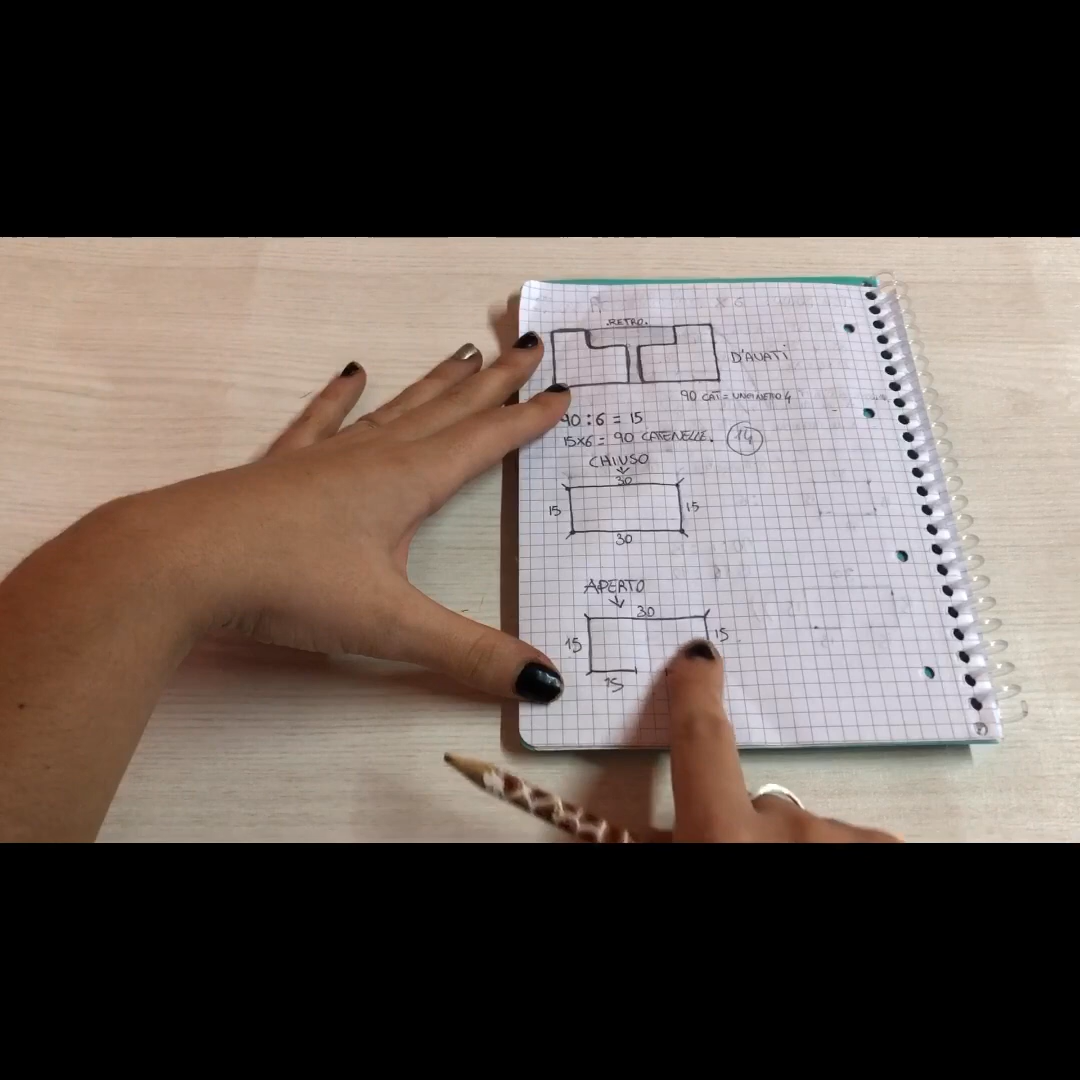 .RETRO.
D'AVATi
90 CAT = UNCINETTO 4
90 : 6 = 15
15X6 = 90 CATENELLE. 14
CHIUSO
30
15 15
30
APERTO
30
15 15
15